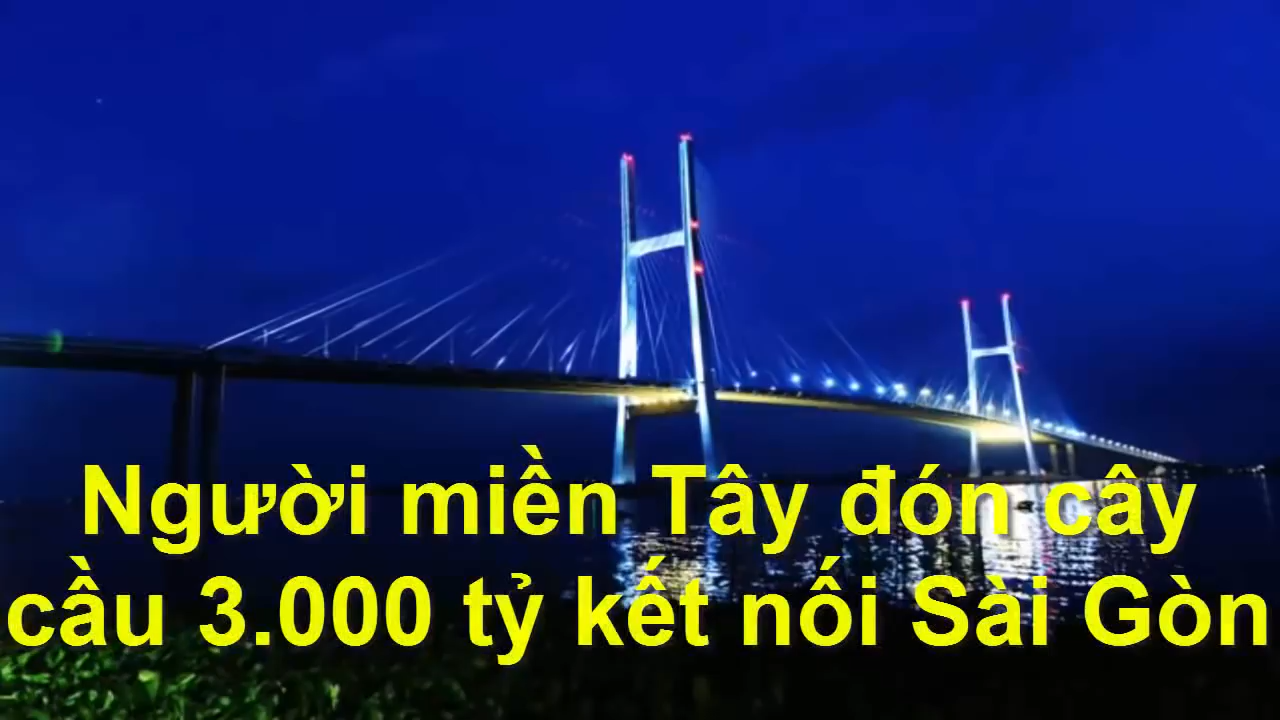 Người miền Tây đón cây
cầu 3.000 tỷ kết nối Sài Gòn